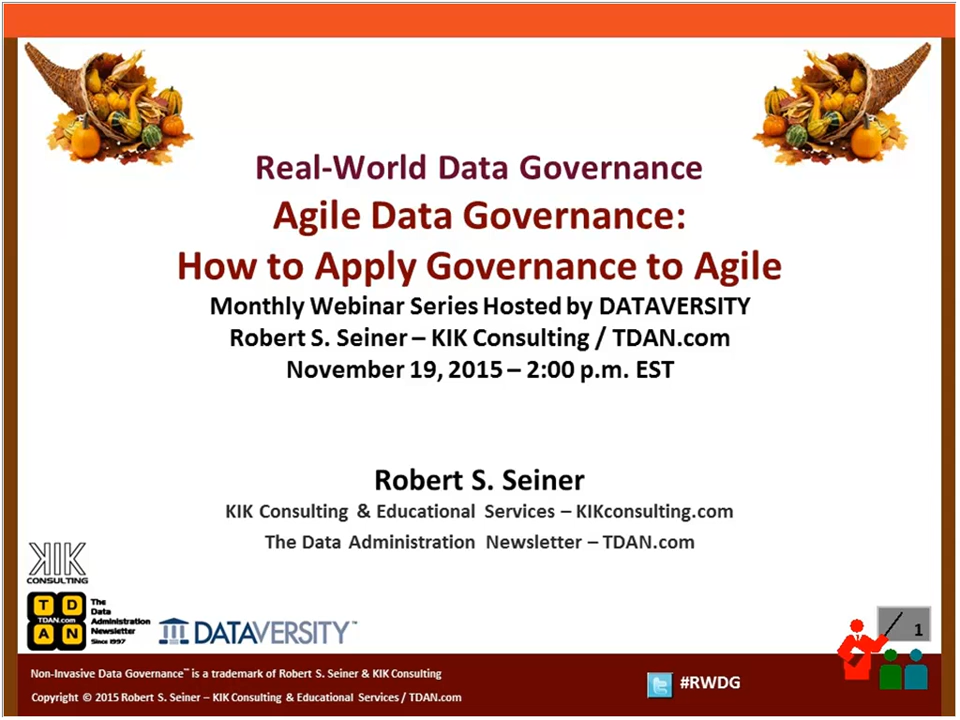 Real-World Data Governance
Agile Data Governance:
How to Apply Governance to Agile
Monthly Webinar Series Hosted by DATAVERSITY
Robert S. Seiner – KIK Consulting / TDAN.com
November 19, 2015 – 2:00 p.m. EST
Robert S. Seiner
KIK Consulting & Educational Services – KIKconsulting.com
The Data Administration Newsletter – TDAN.com
KIK
CONSULTING
T D
TDAN.com
A N
The
Data
Administration
Newsletter
Since 1997
DATAVERSITY™
1
Non-Invasive Data Governance™ is a trademark of Robert S. Seiner & KIK Consulting
Copyright © 2015 Robert S. Seiner – KIK Consulting & Educational Services / TDAN.com
#RWDG